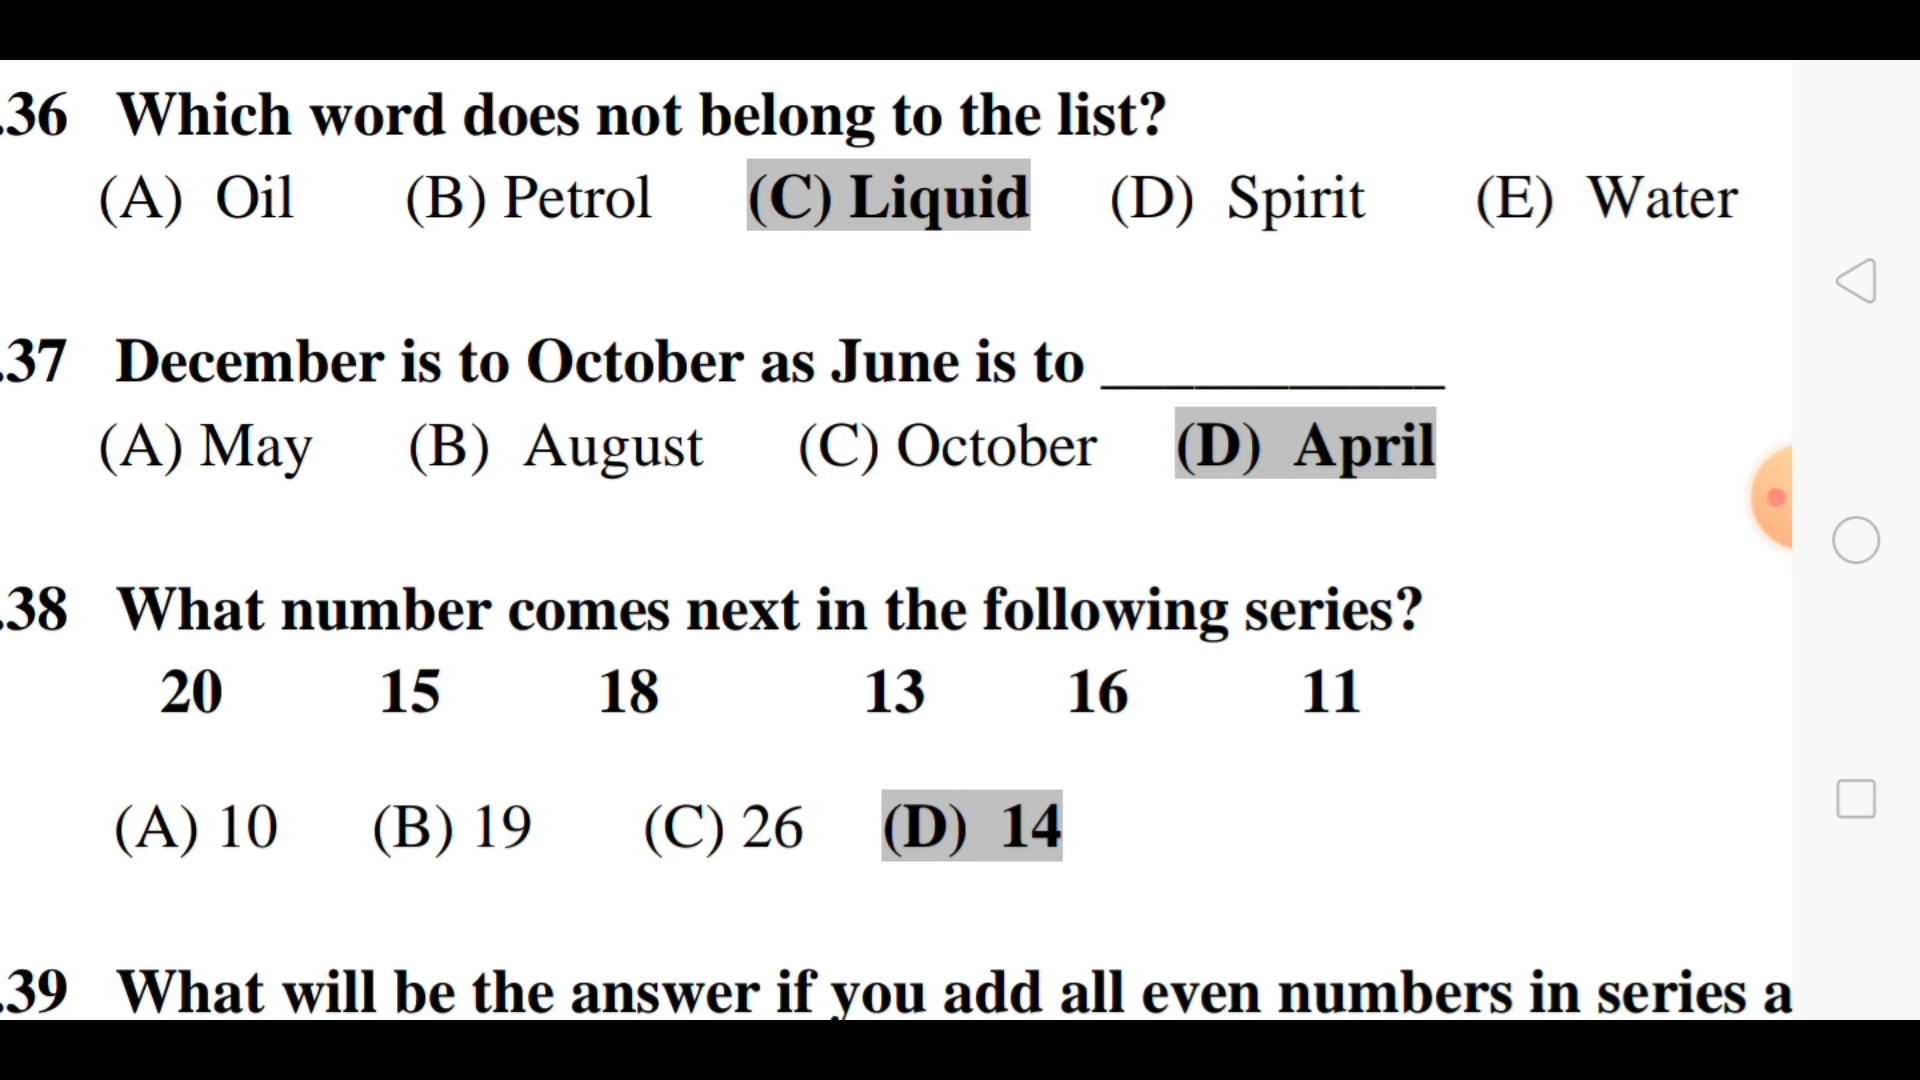 .36 Which word does not belong to the list?
(A) Oil (B) Petrol (C) Liquid (D) Spirit (E) Water
.37 December is to October as June is to ___________
(A) May (B) August (C) October (D) April
.38 What number comes next in the following series?
20 15 18 13 16 11
(A) 10 (B) 19 (C) 26 (D) 14
.39 What will be the answer if you add all even numbers in series a